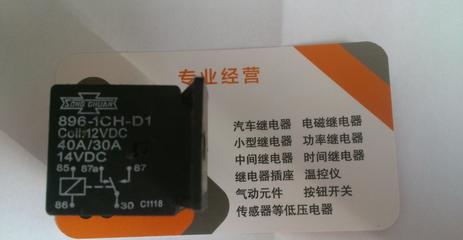 专业经营
SONG CHUAN
896-1CH-D1
Coil:12VDC
40A/30A
14VDC
85 87a 87
86 30 C1118
汽车继电器 电磁继电器
小型继电器 功率继电器
中间继电器 时间继电器
继电器插座 温控仪
气动元件 按钮开关
传感器等低压电器